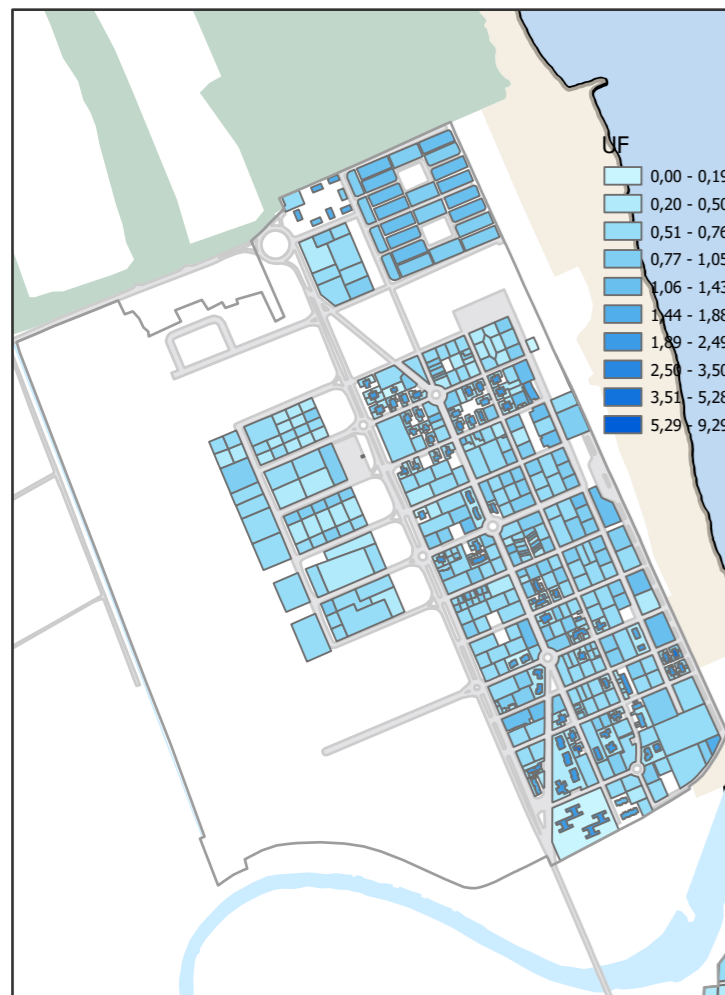 UF
0,00 - 0,19
0,20 - 0,50
0,51 - 0,76
0,77 - 1,05
1,06 - 1,43
1,44 - 1,88
1,89 - 2,49
2,50 - 3,50
3,51 - 5,28
5,29 - 9,29